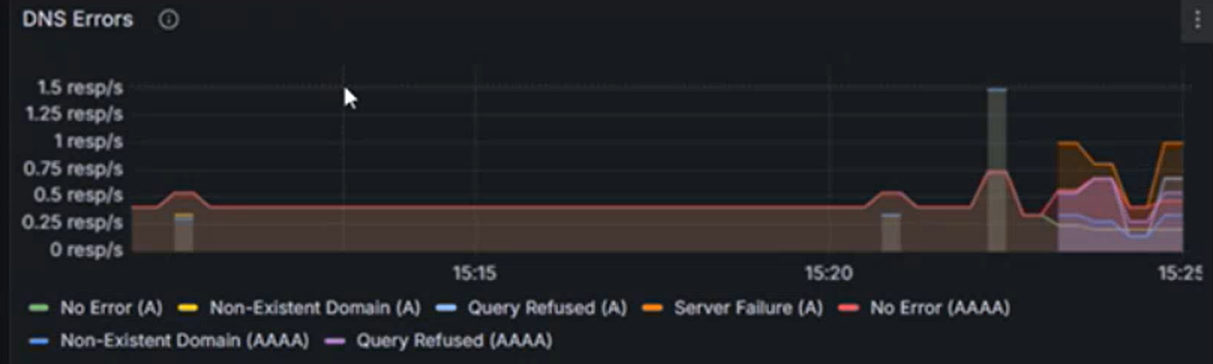 DNS Errors
1.5 resp/s
1.25 resp/s
1 resp/s
0.75 resp/s
0.5 resp/s
0.25 resp/s
0 resp/s
15:15 15:20 15:25
No Error (A) Non-Existent Domain (A) Query Refused (A) Server Failure (A) No Error (AAAA)
Non-Existent Domain (AAAA) Query Refused (AAAA)